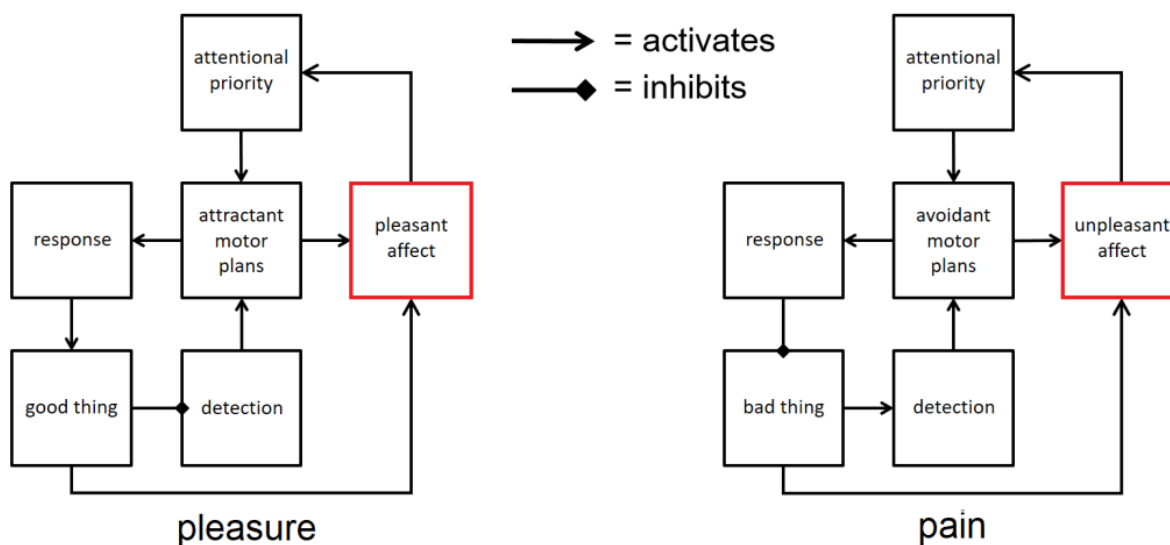 attentional
priority
response
attractant
motor
plans
pleasant
affect
good thing
detection
pleasure
= activates
= inhibits
attentional
priority
response
avoidant
motor
plans
unpleasant
affect
bad thing
detection
pain